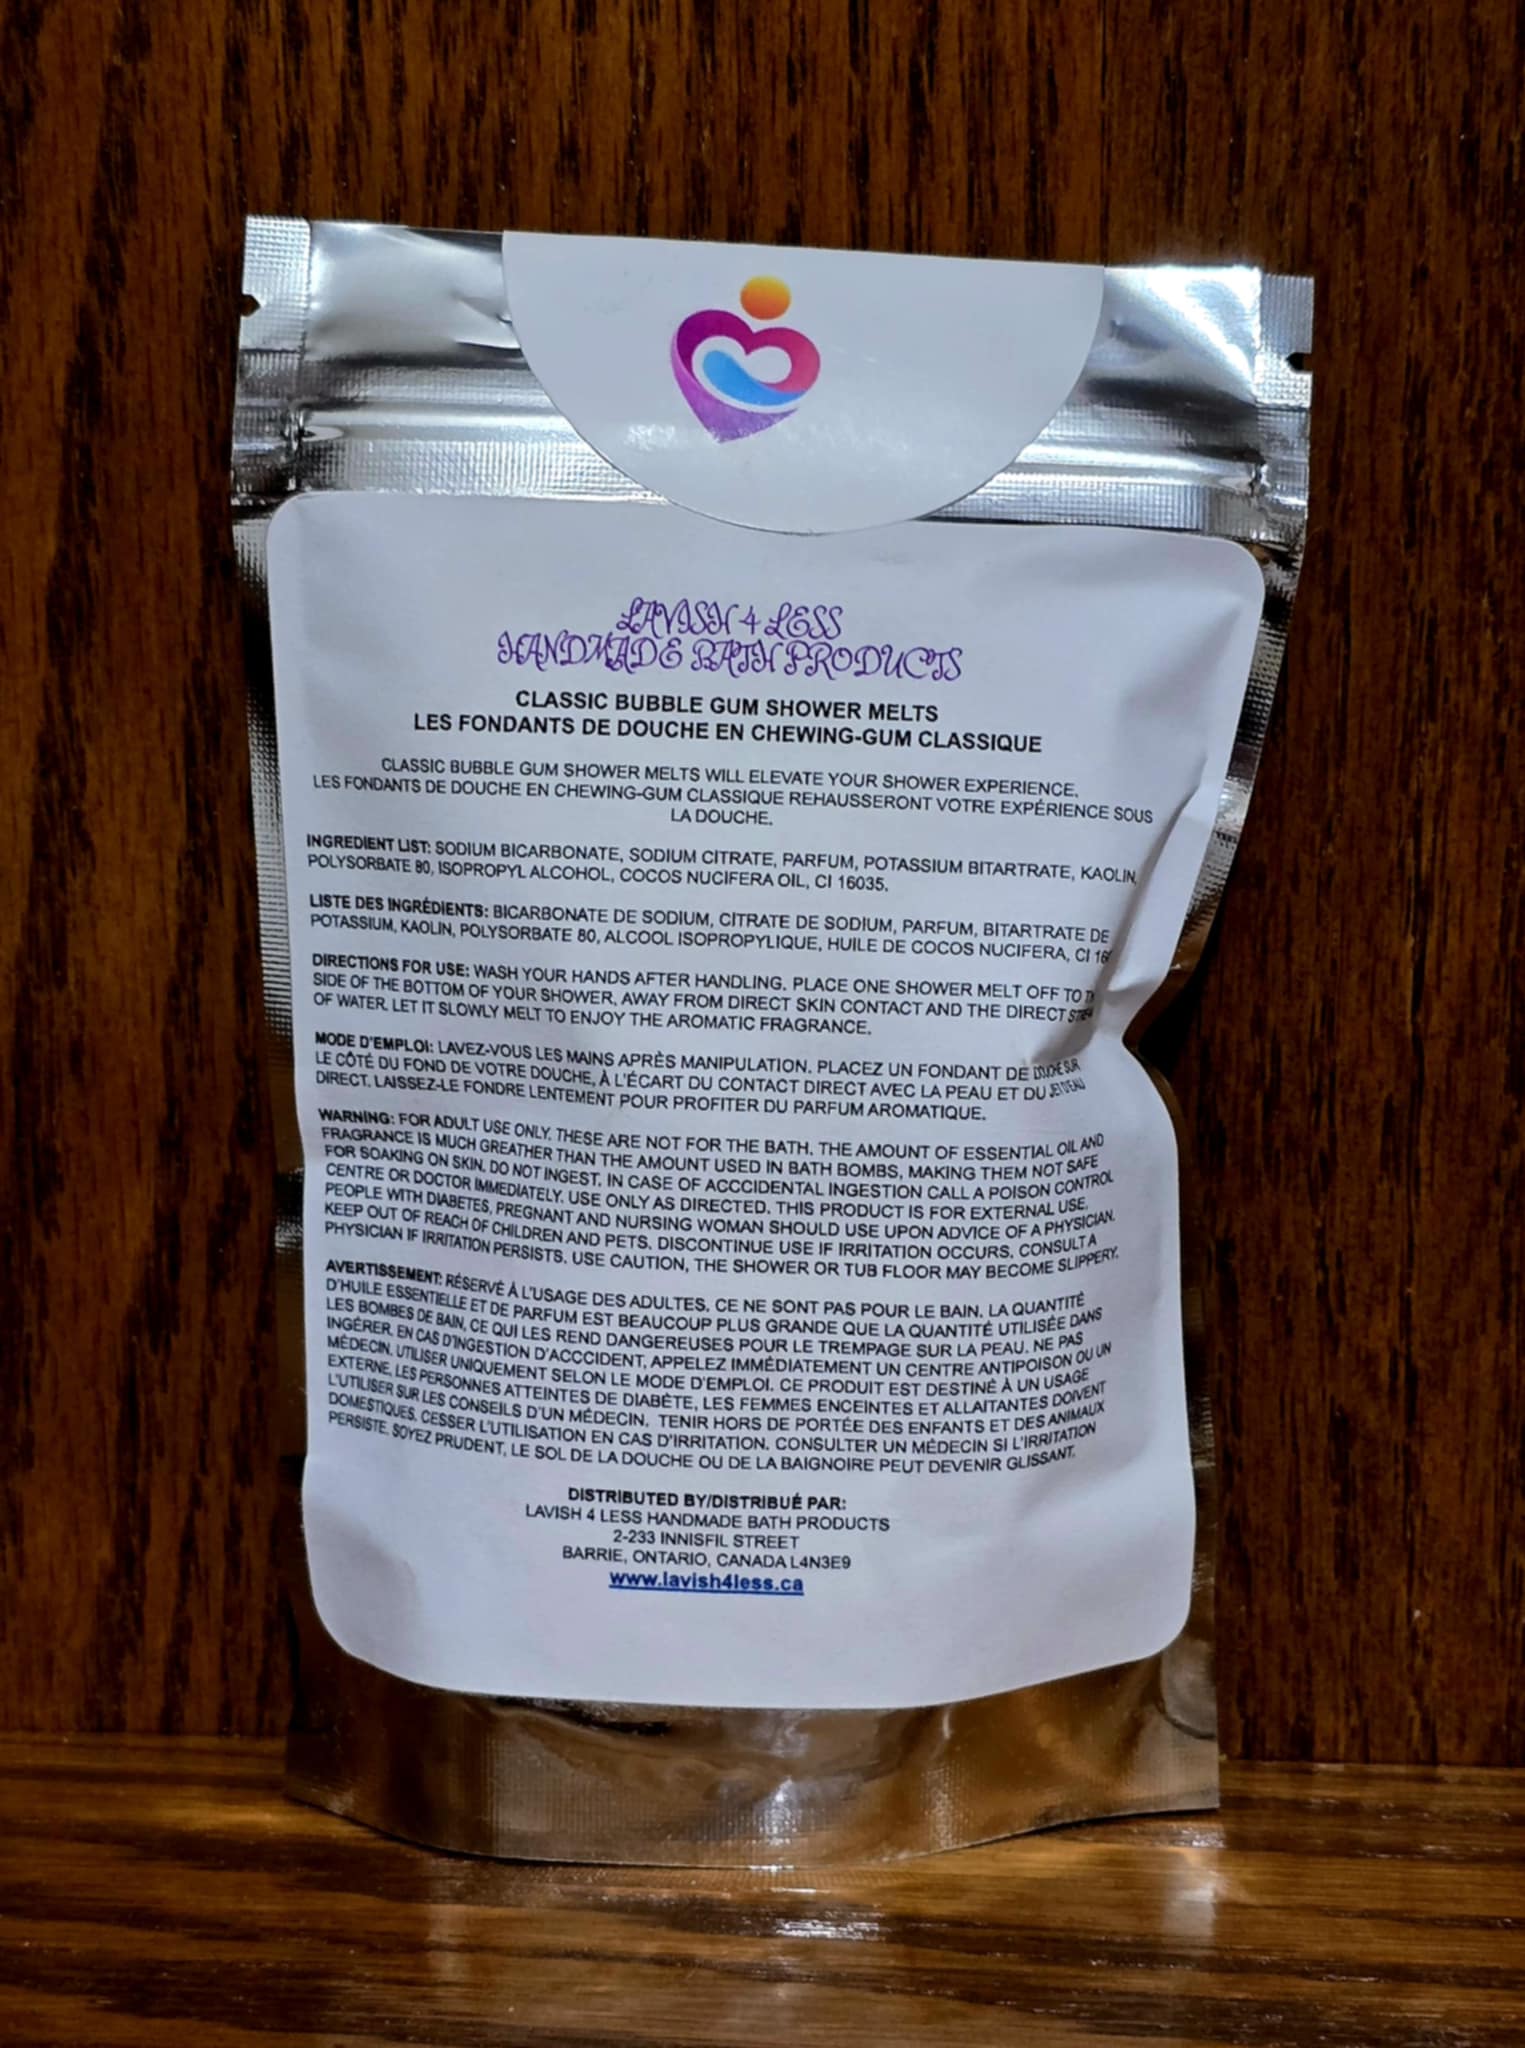 LAVISH 4 LESS
HANDMADE BATH PRODUCTS
CLASSIC BUBBLE GUM SHOWER MELTS
LES FONDANTS DE DOUCHE EN CHEWING-GUM CLASSIQUE
CLASSIC BUBBLE GUM SHOWER MELTS WILL ELEVATE YOUR SHOWER EXPERIENCE.
LES FONDANTS DE DOUCHE EN CHEWING-GUM CLASSIQUE REHAUSSERONT VOTRE EXPÉRIENCE SOUS
LA DOUCHE.
INGREDIENT LIST: SODIUM BICARBONATE, SODIUM CITRATE, PARFUM, POTASSIUM BITARTRATE, KAOLIN,
POLYSORBATE 80, ISOPROPYL ALCOHOL, COCOS NUCIFERA OIL, CI 16035.
LISTE DES INGRÉDIENTS: BICARBONATE DE SODIUM, CITRATE DE SODIUM, PARFUM, BITARTRATE DE
POTASSIUM, KAOLIN, POLYSORBATE 80, ALCOOL ISOPROPYLIQUE, HUILE DE COCOS NUCIFERA, CI
DIRECTIONS FOR USE: WASH YOUR HANDS AFTER HANDLING. PLACE ONE SHOWER MELT OFF TO
SIDE OF THE BOTTOM OF YOUR SHOWER, AWAY FROM DIRECT SKIN CONTACT AND THE DIRECT
OF WATER. LET IT SLOWLY MELT TO ENJOY THE AROMATIC FRAGRANCE.
MODE D'EMPLOI: LAVEZ-VOUS LES MAINS APRÈS MANIPULATION. PLACEZ UN FONDANT DE DOUCHE SUR
LE CÔTÉ DU FOND DE VOTRE DOUCHE, À L'ÉCART DU CONTACT DIRECT AVEC LA PEAU ET DU JET D'EAU
DIRECT. LAISSEZ-LE FONDRE LENTEMENT POUR PROFITER DU PARFUM AROMATIQUE.
WARNING: FOR ADULT USE ONLY. THESE ARE NOT FOR THE BATH. THE AMOUNT OF ESSENTIAL OIL AND
FRAGRANCE IS MUCH GREATHER THAN THE AMOUNT USED IN BATH BOMBS, MAKING THEM NOT SAFE
FOR SOAKING ON SKIN. DO NOT INGEST. IN CASE OF ACCCIDENTAL INGESTION CALL A POISON CONTROL
CENTRE OR DOCTOR IMMEDIATELY. USE ONLY AS DIRECTED. THIS PRODUCT IS FOR EXTERNAL USE.
PEOPLE WITH DIABETES, PREGNANT AND NURSING WOMAN SHOULD USE UPON ADVICE OF A PHYSICIAN.
KEEP OUT OF REACH OF CHILDREN AND PETS. DISCONTINUE USE IF IRRITATION OCCURS. CONSULT A
PHYSICIAN IF IRRITATION PERSISTS. USE CAUTION, THE SHOWER OR TUB FLOOR MAY BECOME SLIPPERY.
AVERTISSEMENT: RÉSERVÉ À L'USAGE DES ADULTES. CE NE SONT PAS POUR LE BAIN. LA QUANTITÉ
D'HUILE ESSENTIELLE ET DE PARFUM EST BEAUCOUP PLUS GRANDE QUE LA QUANTITÉ UTILISÉE DANS
LES BOMBES DE BAIN, CE QUI LES REND DANGEREUSES POUR LE TREMPAGE SUR LA PEAU. NE PAS
INGÉRER. EN CAS D'INGESTION D'ACCCIDENT, APPELEZ IMMÉDIATEMENT UN CENTRE ANTIPOISON OU UN
MÉDECIN. UTILISER UNIQUEMENT SELON LE MODE D'EMPLOI. CE PRODUIT EST DESTINÉ À UN USAGE
EXTERNE. LES PERSONNES ATTEINTES DE DIABÈTE, LES FEMMES ENCEINTES ET ALLAITANTES DOIVENT
L'UTILISER SUR LES CONSEILS D'UN MÉDECIN. TENIR HORS DE PORTÉE DES ENFANTS ET DES ANIMAUX
DOMESTIQUES. CESSER L'UTILISATION EN CAS D'IRRITATION. CONSULTER UN MÉDECIN SI L'IRRITATION
PERSISTE. SOYEZ PRUDENT, LE SOL DE LA DOUCHE OU DE LA BAIGNOIRE PEUT DEVENIR GLISSANT.
DISTRIBUTED BY/DISTRIBUÉ PAR:
LAVISH 4 LESS HANDMADE BATH PRODUCTS
2-233 INNISFIL STREET
BARRIE, ONTARIO, CANADA L4N3E9
www.lavish4less.ca